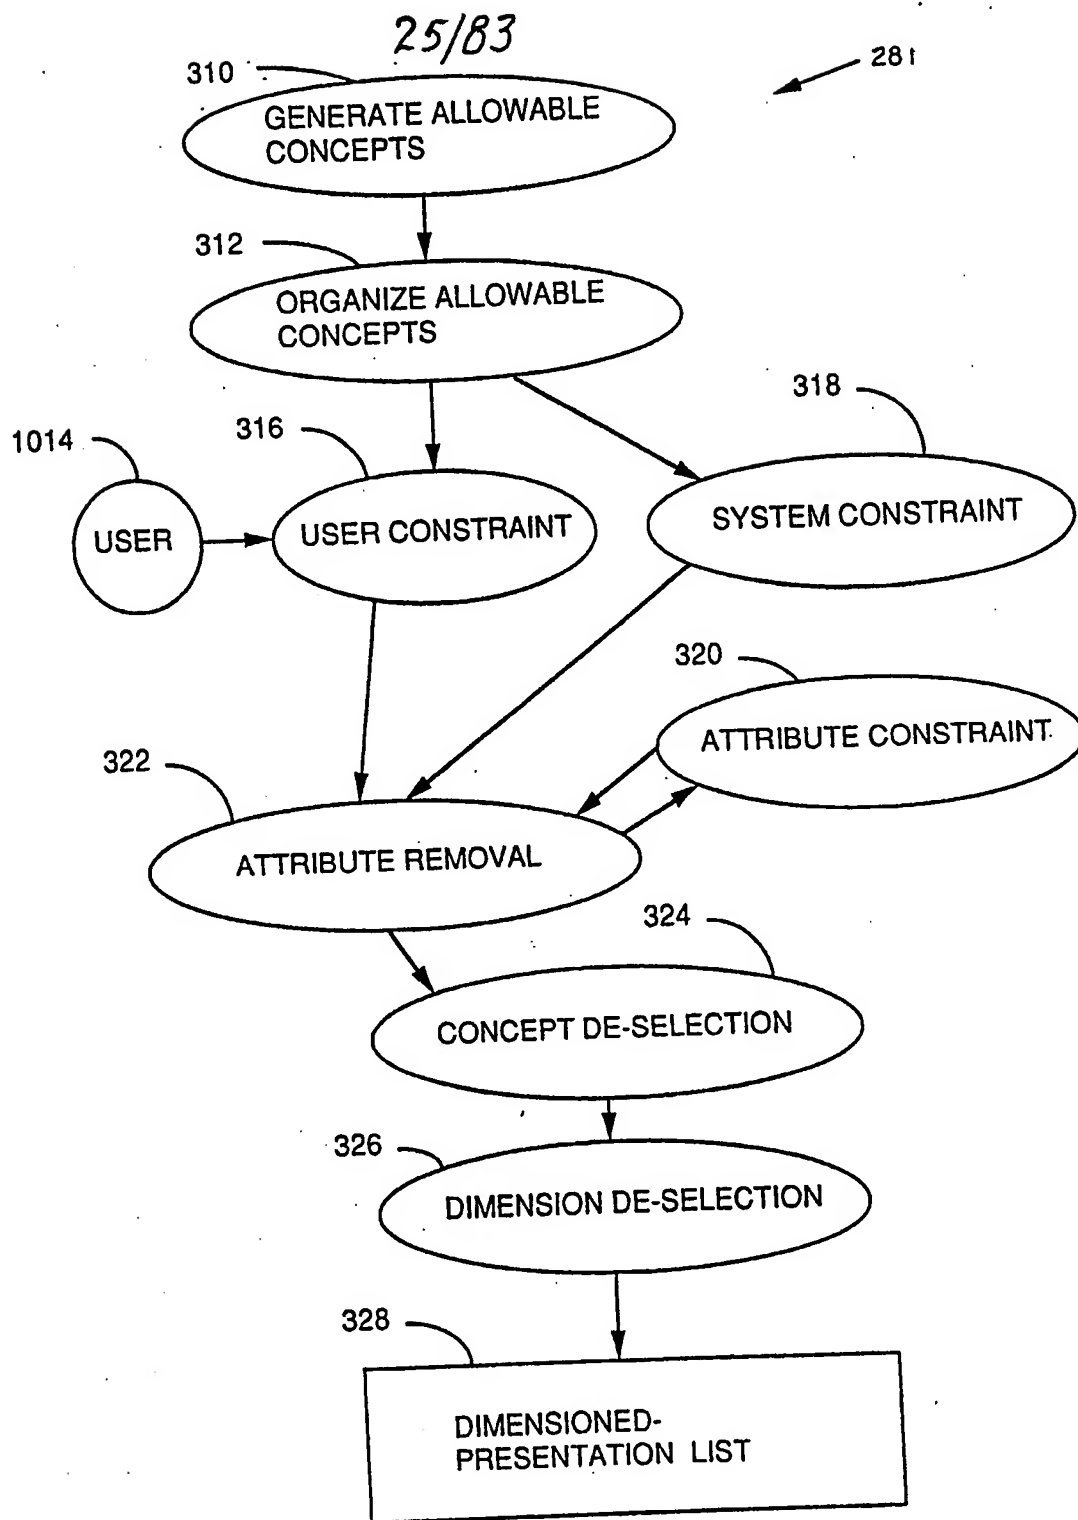 25/83
310
281
GENERATE ALLOWABLE
CONCEPTS
312
ORGANIZE ALLOWABLE
CONCEPTS
318
1014
316
SYSTEM CONSTRAINT
USER
USER CONSTRAINT
320
ATTRIBUTE CONSTRAINT
322
ATTRIBUTE REMOVAL
324
CONCEPT DE-SELECTION
326
DIMENSION DE-SELECTION
328
DIMENSIONED-
PRESENTATION LIST